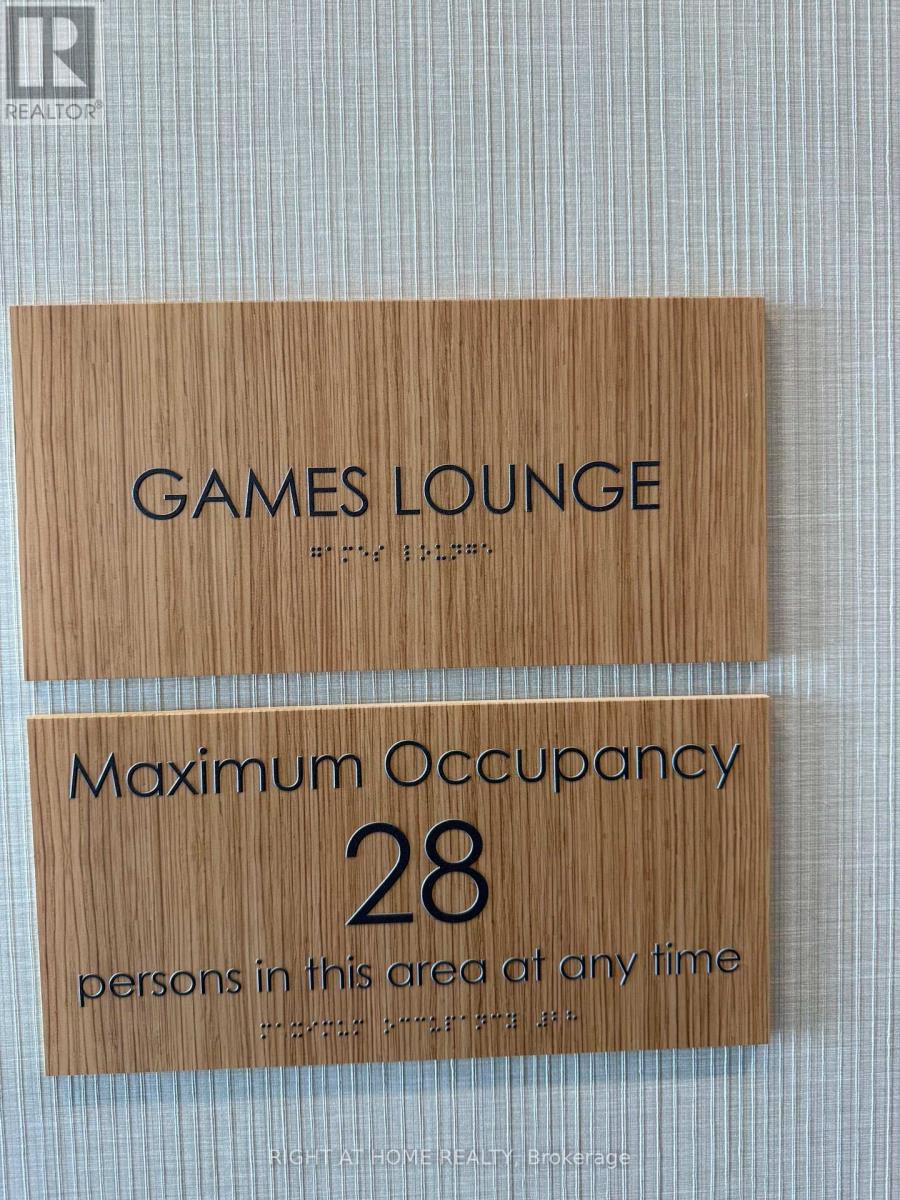 REALTOR®
GAMES LOUNGE
⠛⠁⠍⠑⠎ ⠇⠕⠥⠝⠛⠑
Maximum Occupancy
28
persons in this area at any time
RIGHT AT HOME REALTY, Brokerage